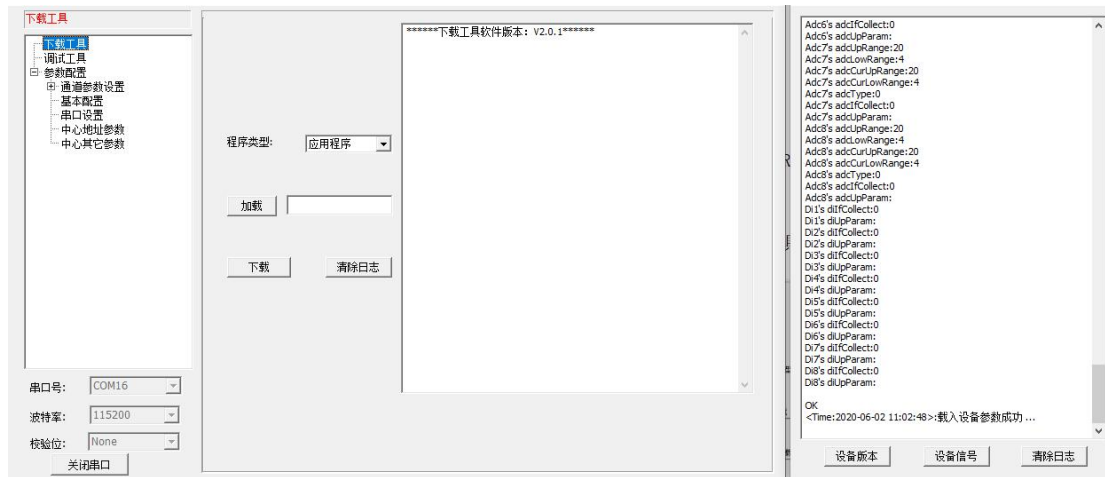 下载工具
下载工具
调试工具
参数配置
通道参数设置
基本配置
串口设置
中心地址参数
中心其它参数
串口号:
COM16
波特率:
115200
校验位:
None
关闭串口
程序类型:
应用程序
加载
下载
清除日志
******下载工具软件版本: V2.0.1******
Adc6's adcIfCollect:0
Adc6's adcUpParam:
Adc7's adcUpRange:20
Adc7's adcLowRange:4
Adc7's adcCurUpRange:20
Adc7's adcCurLowRange:4
Adc7's adcType:0
Adc7's adcIfCollect:0
Adc7's adcUpParam:
Adc8's adcUpRange:20
Adc8's adcLowRange:4
Adc8's adcCurUpRange:20
Adc8's adcCurLowRange:4
Adc8's adcType:0
Adc8's adcIfCollect:0
Adc8's adcUpParam:
Di1's diIfCollect:0
Di1's diUpParam:
Di2's diIfCollect:0
Di2's diUpParam:
Di3's diIfCollect:0
Di3's diUpParam:
Di4's diIfCollect:0
Di4's diUpParam:
Di5's diIfCollect:0
Di5's diUpParam:
Di6's diIfCollect:0
Di6's diUpParam:
Di7's diIfCollect:0
Di7's diUpParam:
Di8's diIfCollect:0
Di8's diUpParam:
OK
<Time:2020-06-02 11:02:48>:载入设备参数成功 ...
设备版本
设备信号
清除日志